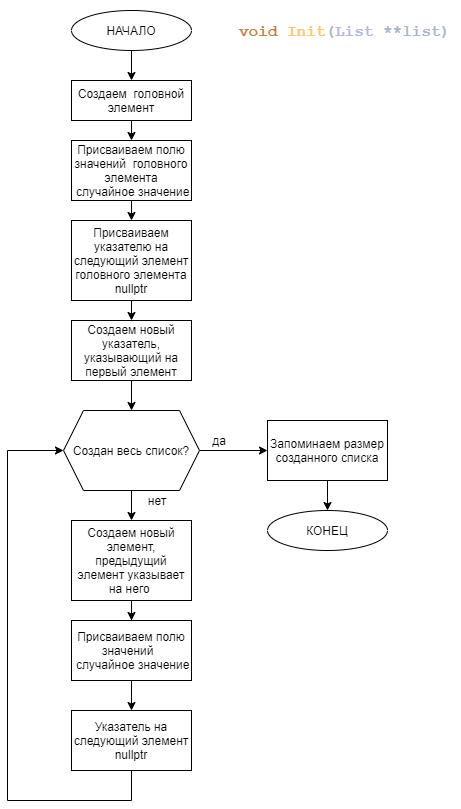 НАЧАЛО
void Init(List **list)
Создаем головной
элемент
Присваиваем полю
значений головного
элемента
случайное значение
Присваиваем
указателю на
следующий элемент
головного элемента
nullptr
Создаем новый
указатель,
указывающий на
первый элемент
Создан весь список?
да
Запоминаем размер
созданного списка
КОНЕЦ
нет
Создаем новый
элемент,
предыдущий
элемент указывает
на него
Присваиваем полю
значений
случайное значение
Указатель на
следующий элемент
nullptr